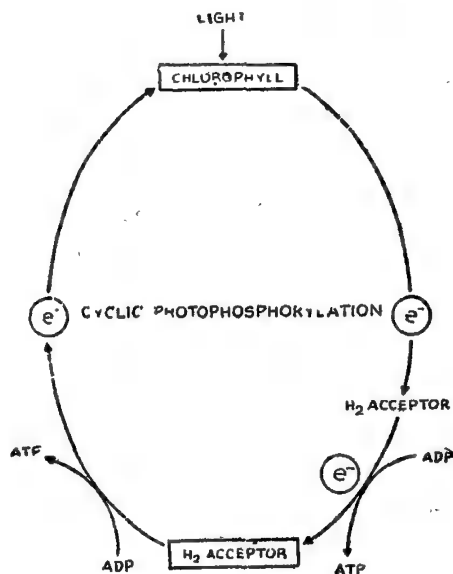 LIGHT
CHLOROPHYLL
e⁻ CYCLIC PHOTOPHOSPHORYLATION e⁻
H₂ ACCEPTOR
ATP e⁻ ADP
H₂ ACCEPTOR
ADP ATP